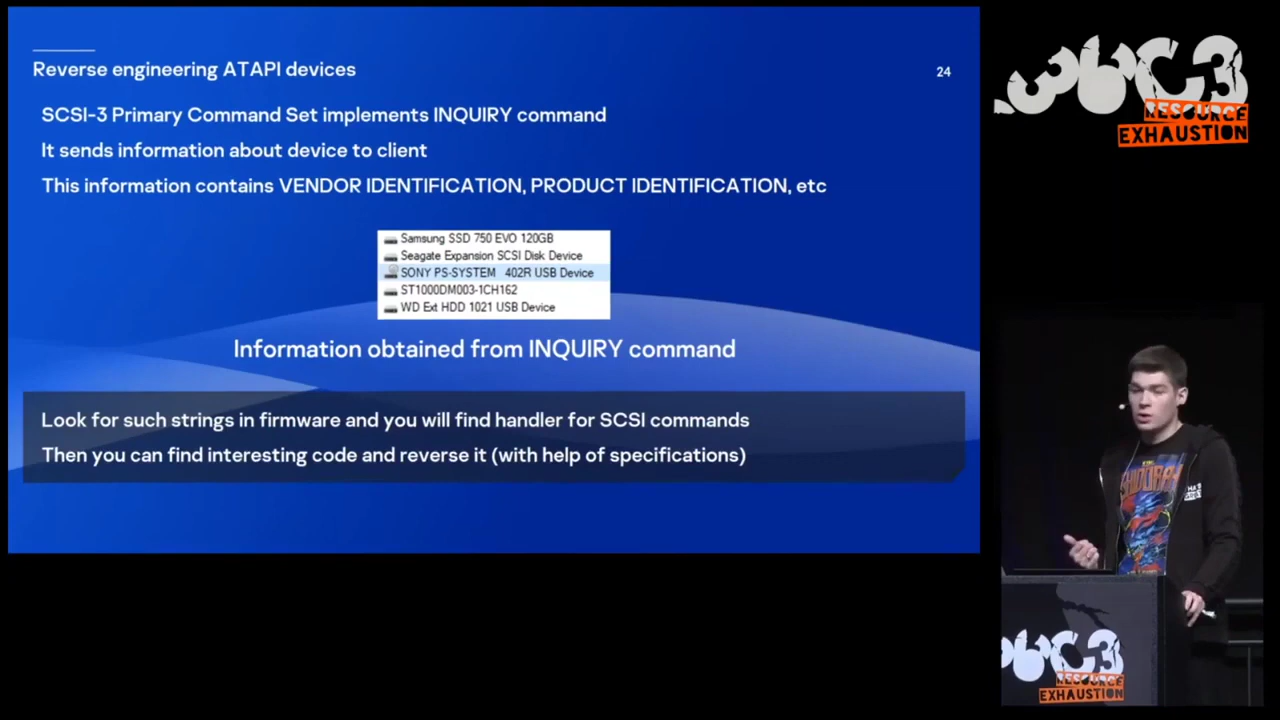 Reverse engineering ATAPI devices
24
SCSI-3 Primary Command Set implements INQUIRY command
It sends information about device to client
This information contains VENDOR IDENTIFICATION, PRODUCT IDENTIFICATION, etc
Samsung SSD 750 EVO 120GB
Seagate Expansion SCSI Disk Device
SONY PS-SYSTEM 402R USB Device
ST1000DM003-1CH162
WD Ext HDD 1021 USB Device
Information obtained from INQUIRY command
Look for such strings in firmware and you will find handler for SCSI commands
Then you can find interesting code and reverse it (with help of specifications)
36C3
RESOURCE
EXHAUSTION
36C3
RESOURCE
EXHAUSTION